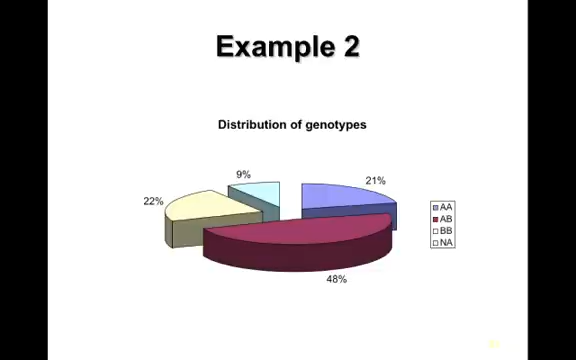 Example 2
Distribution of genotypes
9%
21%
22%
48%
AA
AB
BB
NA